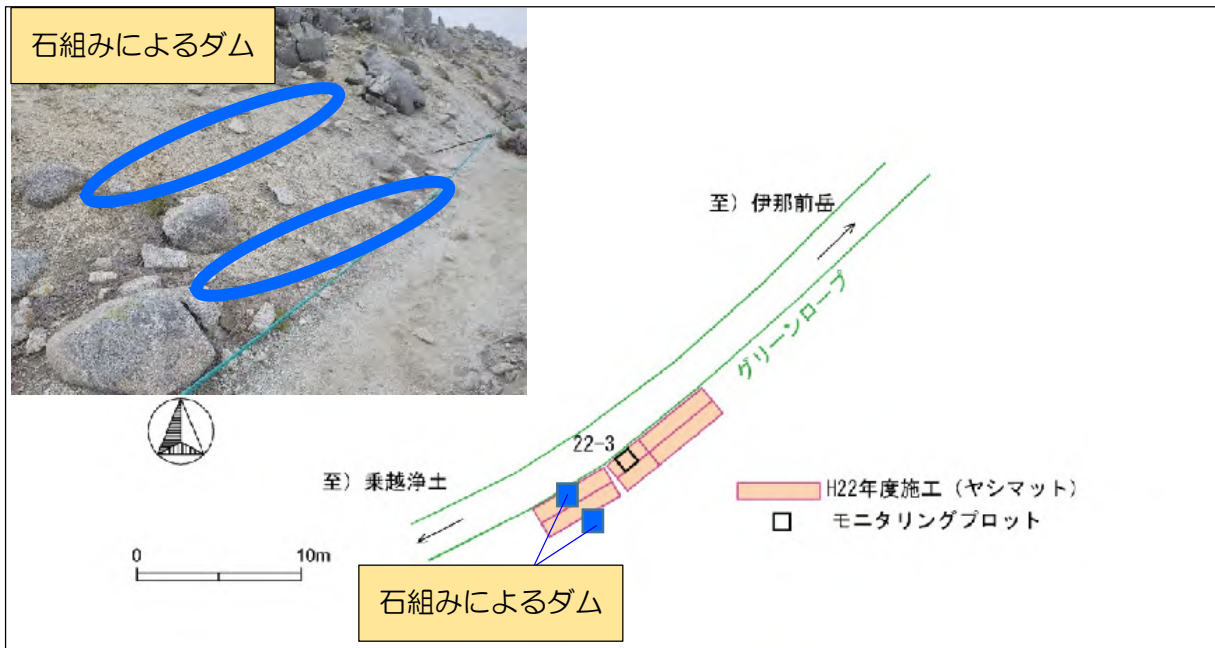 石組みによるダム
至）伊那前岳
グリーンロープ
22-3
至）乗越浄土
H22年度施工（ヤシマット）
モニタリングプロット
0 10m
石組みによるダム